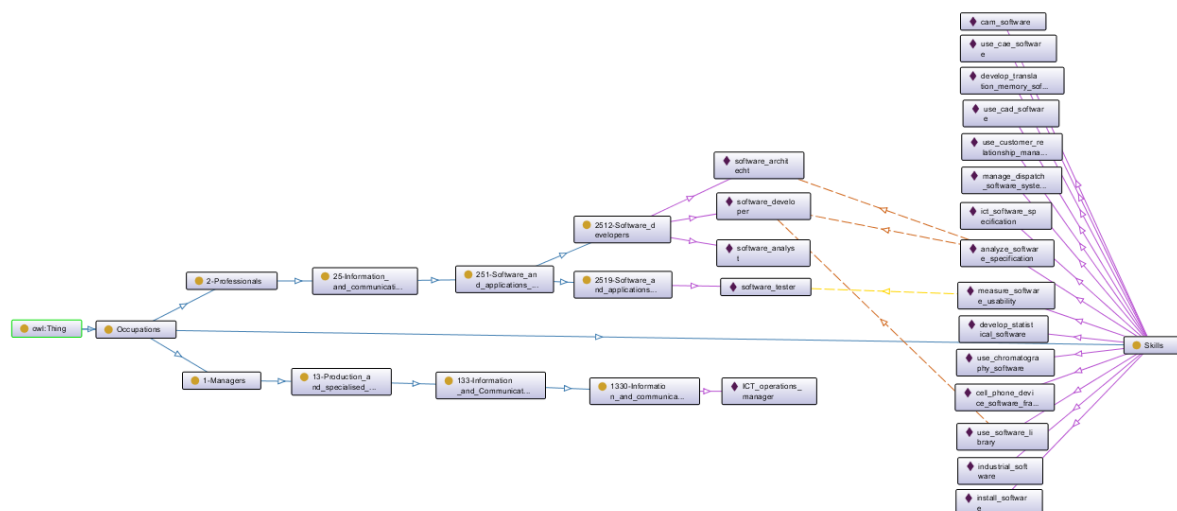 cam_software
use_cae_softwar
e
develop_transla
tion_memory_sof...
use_cad_softwar
e
use_customer_re
lationship_mana...
manage_dispatch
_software_syste...
ict_software_sp
ecification
analyze_softwar
e_specification
measure_softwar
e_usability
develop_statist
ical_software
use_chromatogra
phy_software
cell_phone_devi
ce_software_fra...
use_software_li
brary
industrial_soft
ware
install_softwar
e
Skills
software_archit
echt
software_develo
per
software_analys
t
software_tester
ICT_operations_
manager
2512-Software_d
evelopers
2519-Software_a
nd_applications...
251-Software_an
d_applications_...
25-Information_
_and_communicati...
2-Professionals
owl:Thing
Occupations
1-Managers
13-Production_a
nd_specialised_...
133-Information
_and_Communicat...
1330-Informatio
n_and_communica...